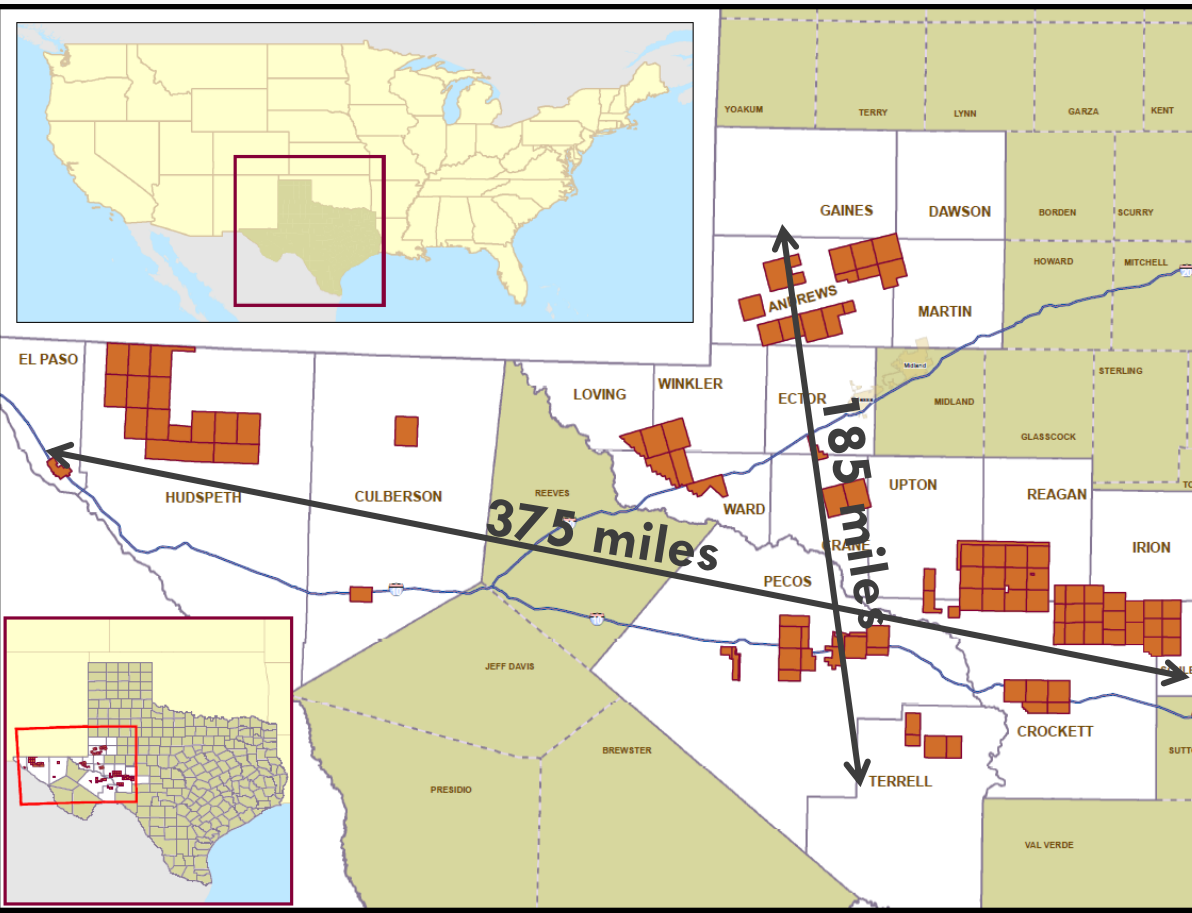 YOAKUM
TERRY
LYNN
GARZA
KENT
GAINES
DAWSON
BORDEN
SCURRY
HOWARD
MITCHELL
ANDREWS
MARTIN
EL PASO
Midland
STERLING
LOVING
WINKLER
ECTOR
MIDLAND
GLASSCOCK
HUDSPETH
CULBERSON
REEVES
WARD
UPTON
REAGAN
375 miles
185 miles
CRANE
IRION
PECOS
JEFF DAVIS
CROCKETT
BREWSTER
SUTT
TERRELL
PRESIDIO
VAL VERDE